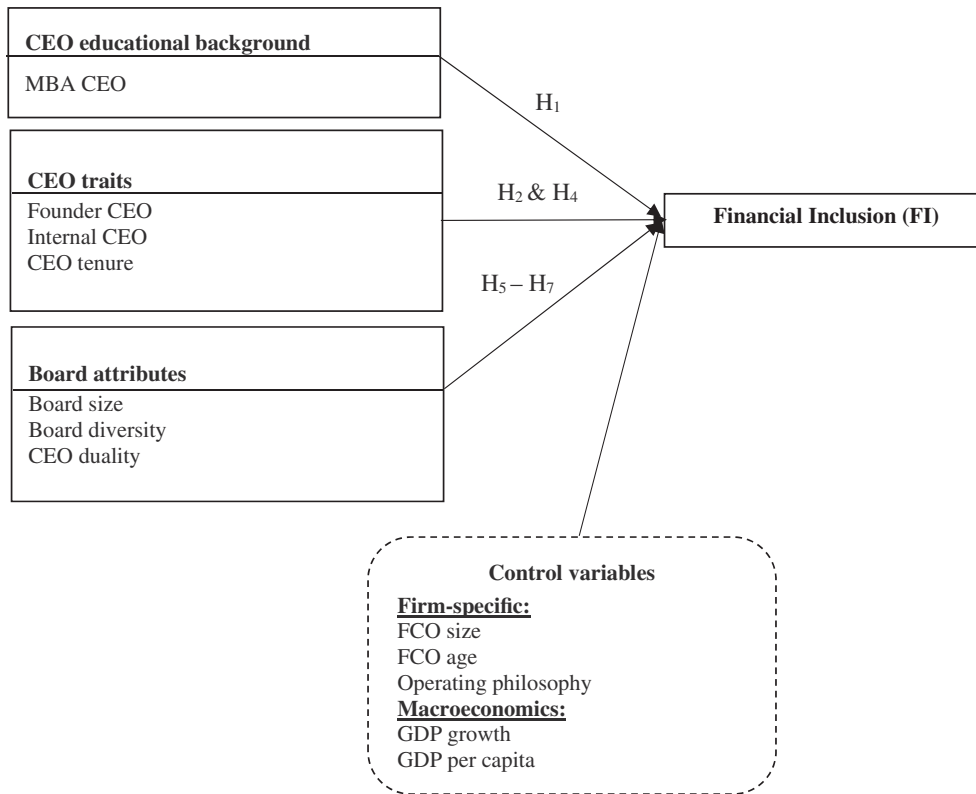 CEO educational background
MBA CEO
H₁
CEO traits
Founder CEO
Internal CEO
CEO tenure
H₂ & H₄
Financial Inclusion (FI)
H₅ – H₇
Board attributes
Board size
Board diversity
CEO duality
Control variables
Firm-specific:
FCO size
FCO age
Operating philosophy
Macroeconomics:
GDP growth
GDP per capita